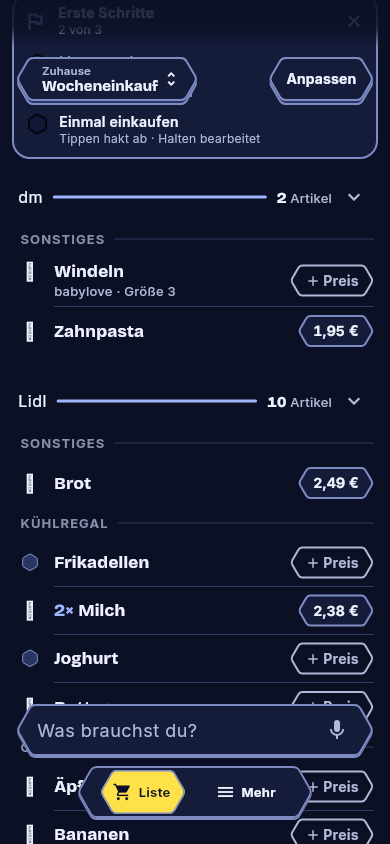 Erste Schritte
2 von 3
Zuhause
Wocheneinkauf
Anpassen
Einmal einkaufen
Tippen hakt ab · Halten bearbeitet
dm
2 Artikel
SONSTIGES
Windeln
+ Preis
babylove · Größe 3
Zahnpasta
1,95 €
Lidl
10 Artikel
SONSTIGES
Brot
2,49 €
KÜHLREGAL
Frikadellen
+ Preis
2× Milch
2,38 €
Joghurt
+ Preis
Was brauchst du?
+ Preis
Liste
Mehr
Bananen
+ Preis